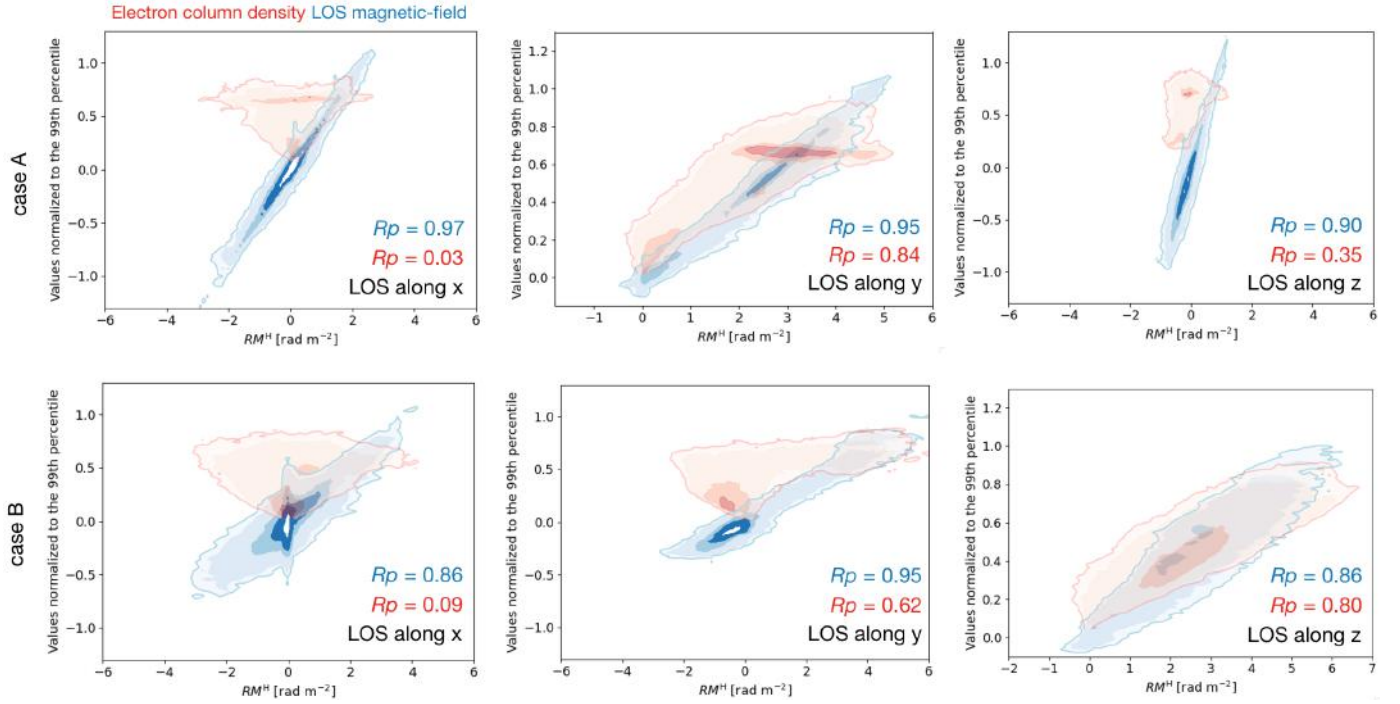 Electron column density LOS magnetic-field
case A
Values normalized to the 99th percentile
1.0
0.5
0.0
−0.5
−1.0
Rp = 0.97
Rp = 0.03
LOS along x
−6 −4 −2 0 2 4 6
RMᴴ [rad m⁻²]
Values normalized to the 99th percentile
1.2
1.0
0.8
0.6
0.4
0.2
0.0
Rp = 0.95
Rp = 0.84
LOS along y
−1 0 1 2 3 4 5 6
RMᴴ [rad m⁻²]
Values normalized to the 99th percentile
1.0
0.5
0.0
−0.5
−1.0
Rp = 0.90
Rp = 0.35
LOS along z
−6 −4 −2 0 2 4 6
RMᴴ [rad m⁻²]
case B
Values normalized to the 99th percentile
1.0
0.5
0.0
−0.5
−1.0
Rp = 0.86
Rp = 0.09
LOS along x
−6 −4 −2 0 2 4 6
RMᴴ [rad m⁻²]
Values normalized to the 99th percentile
1.0
0.5
0.0
−0.5
−1.0
Rp = 0.95
Rp = 0.62
LOS along y
−6 −4 −2 0 2 4 6
RMᴴ [rad m⁻²]
Values normalized to the 99th percentile
1.2
1.0
0.8
0.6
0.4
0.2
0.0
Rp = 0.86
Rp = 0.80
LOS along z
−2 −1 0 1 2 3 4 5 6 7
RMᴴ [rad m⁻²]